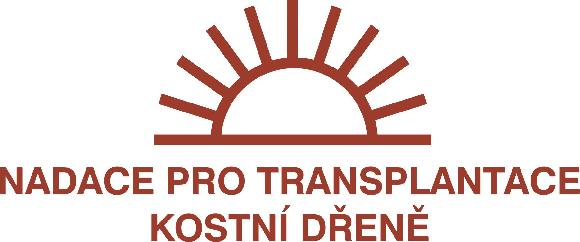 NADACE PRO TRANSPLANTACE
KOSTNÍ DŘENĚ